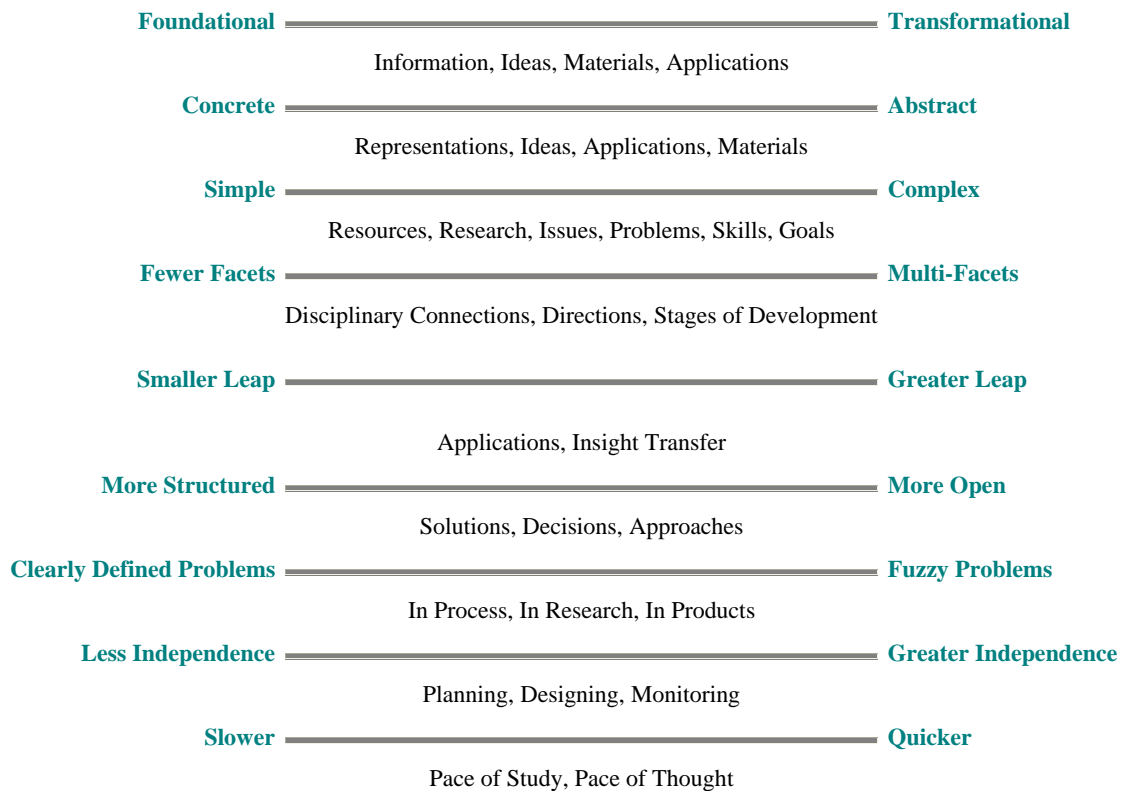 Foundational Transformational
Information, Ideas, Materials, Applications
Concrete Abstract
Representations, Ideas, Applications, Materials
Simple Complex
Resources, Research, Issues, Problems, Skills, Goals
Fewer Facets Multi-Facets
Disciplinary Connections, Directions, Stages of Development
Smaller Leap Greater Leap
Applications, Insight Transfer
More Structured More Open
Solutions, Decisions, Approaches
Clearly Defined Problems Fuzzy Problems
In Process, In Research, In Products
Less Independence Greater Independence
Planning, Designing, Monitoring
Slower Quicker
Pace of Study, Pace of Thought